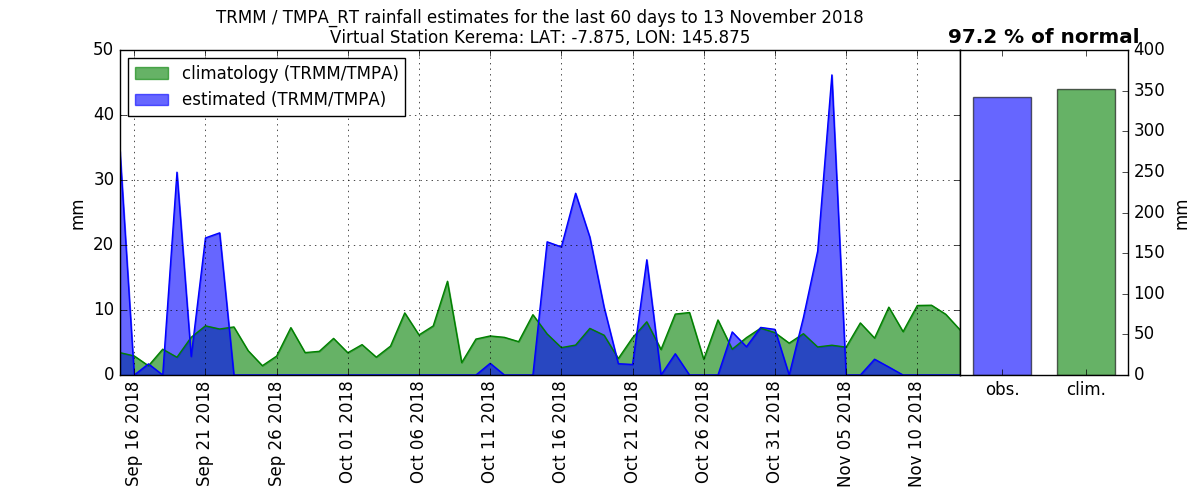 TRMM / TMPA_RT rainfall estimates for the last 60 days to 13 November 2018
Virtual Station Kerema: LAT: -7.875, LON: 145.875
97.2 % of normal
climatology (TRMM/TMPA)
estimated (TRMM/TMPA)
50
40
30
20
10
0
mm
Sep 16 2018
Sep 21 2018
Sep 26 2018
Oct 01 2018
Oct 06 2018
Oct 11 2018
Oct 16 2018
Oct 21 2018
Oct 26 2018
Oct 31 2018
Nov 05 2018
Nov 10 2018
obs.
clim.
400
350
300
250
200
150
100
50
0
mm